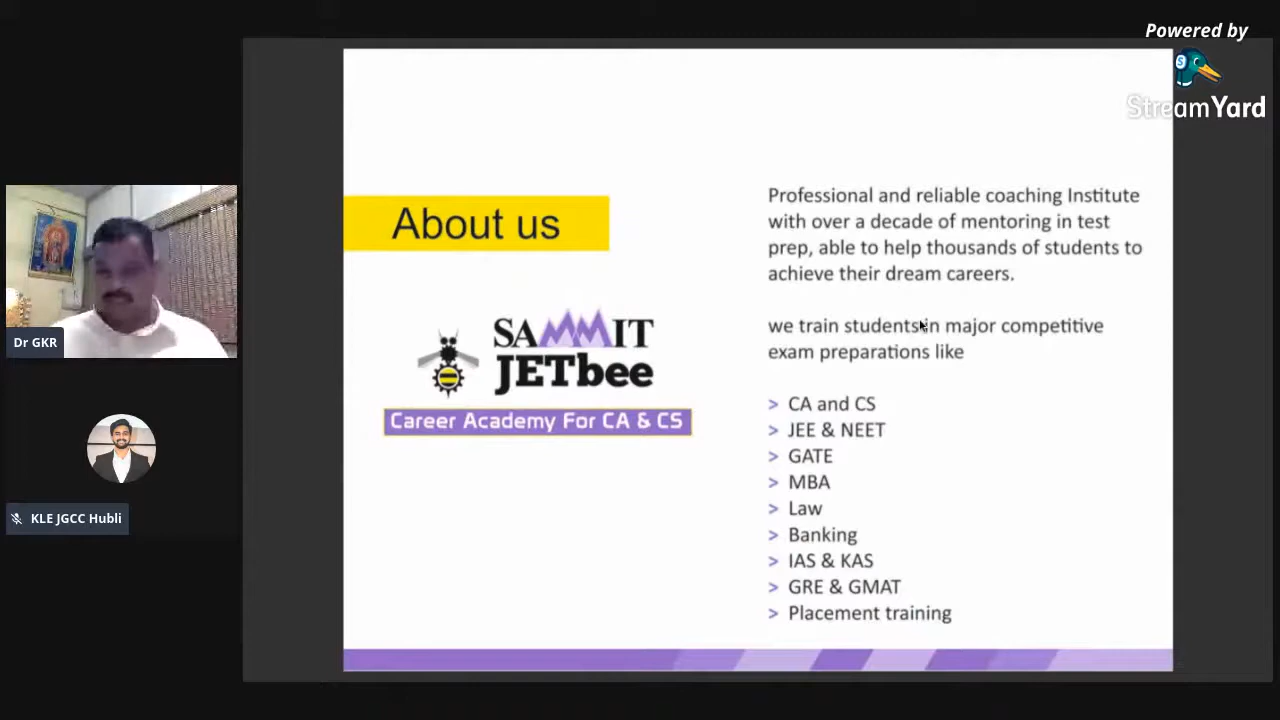 Powered by
StreamYard
About us
SAMMIT
JETbee
Career Academy For CA & CS
Professional and reliable coaching Institute
with over a decade of mentoring in test
prep, able to help thousands of students to
achieve their dream careers.
we train students in major competitive
exam preparations like
> CA and CS
> JEE & NEET
> GATE
> MBA
> Law
> Banking
> IAS & KAS
> GRE & GMAT
> Placement training
Dr GKR
KLE JGCC Hubli